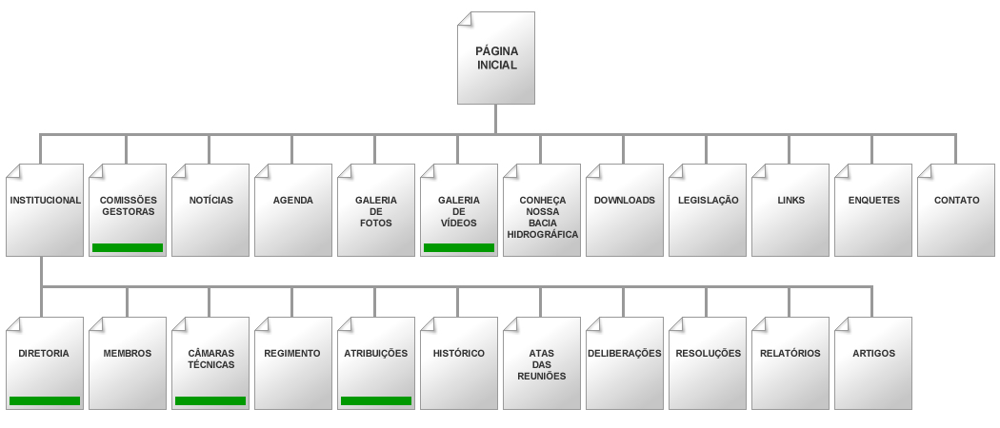 PÁGINA
INICIAL
INSTITUCIONAL
COMISSÕES
GESTORAS
NOTÍCIAS
AGENDA
GALERIA
DE
FOTOS
GALERIA
DE
VÍDEOS
CONHEÇA
NOSSA
BACIA
HIDROGRÁFICA
DOWNLOADS
LEGISLAÇÃO
LINKS
ENQUETES
CONTATO
DIRETORIA
MEMBROS
CÂMARAS
TÉCNICAS
REGIMENTO
ATRIBUIÇÕES
HISTÓRICO
ATAS
DAS
REUNIÕES
DELIBERAÇÕES
RESOLUÇÕES
RELATÓRIOS
ARTIGOS